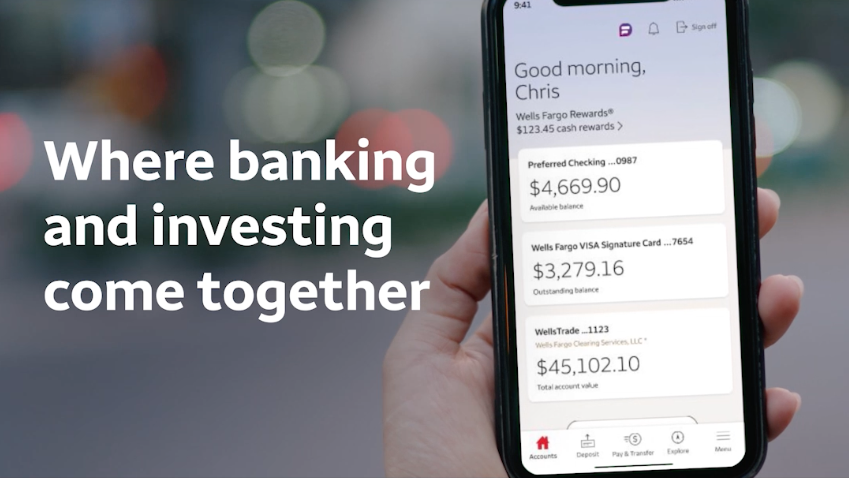 Where banking
and investing
come together
9:41
Sign off
Good morning,
Chris
Wells Fargo Rewards®
$123.45 cash rewards
Preferred Checking ...0987
$4,669.90
Available balance
Wells Fargo VISA Signature Card ...7654
$3,279.16
Outstanding balance
WellsTrade ...1123
Wells Fargo Clearing Services, LLC *
$45,102.10
Total account value
Accounts
Deposit
Pay & Transfer
Explore
Menu